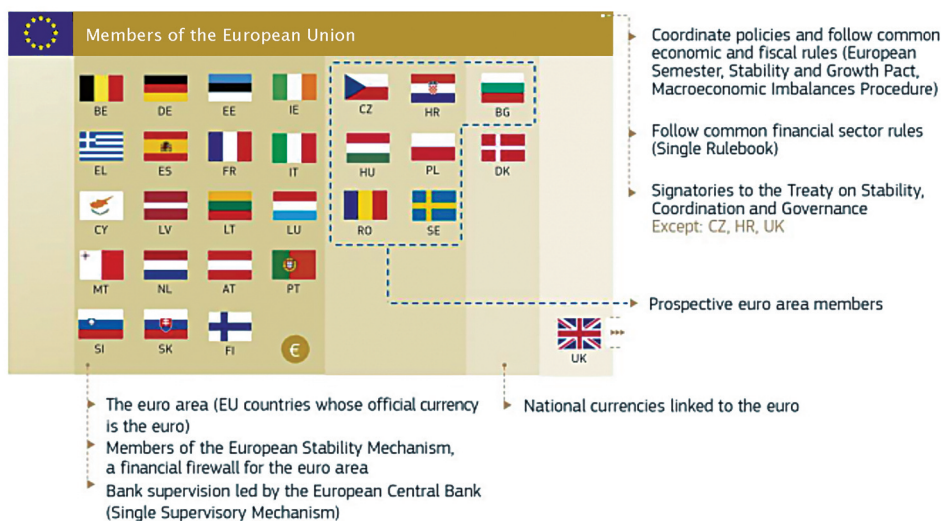 Members of the European Union
BE DE EE IE CZ HR BG
EL ES FR IT HU PL DK
CY LV LT LU RO SE
MT NL AT PT
SI SK FI € UK
Coordinate policies and follow common
economic and fiscal rules (European
Semester, Stability and Growth Pact,
Macroeconomic Imbalances Procedure)
Follow common financial sector rules
(Single Rulebook)
Signatories to the Treaty on Stability,
Coordination and Governance
Except: CZ, HR, UK
Prospective euro area members
The euro area (EU countries whose official currency
is the euro)
Members of the European Stability Mechanism,
a financial firewall for the euro area
Bank supervision led by the European Central Bank
(Single Supervisory Mechanism)
National currencies linked to the euro